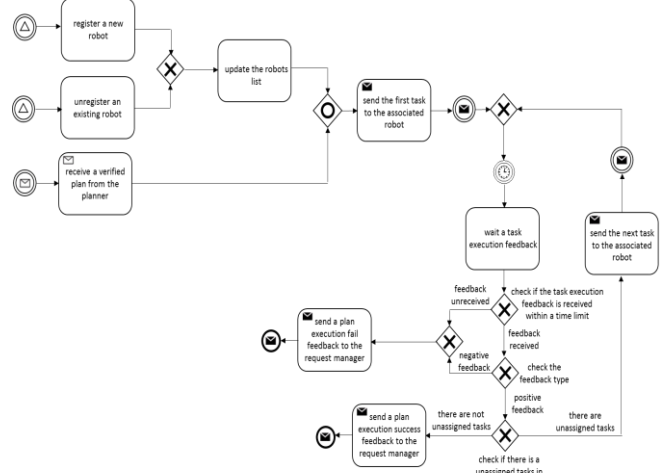 register a new
robot
update the robots
list
unregister an
existing robot
send the first task
to the associated
robot
receive a verified
plan from the
planner
wait a task
execution feedback
send the next task
to the associated
robot
feedback
unreceived
check if the task execution
feedback is received
within a time limit
send a plan
execution fail
feedback to the
request manager
feedback
received
negative
feedback
check the
feedback type
positive
feedback
send a plan
execution success
feedback to the
request manager
there are not
unassigned tasks
there are
unassigned tasks
check if there is a
unassigned tasks in